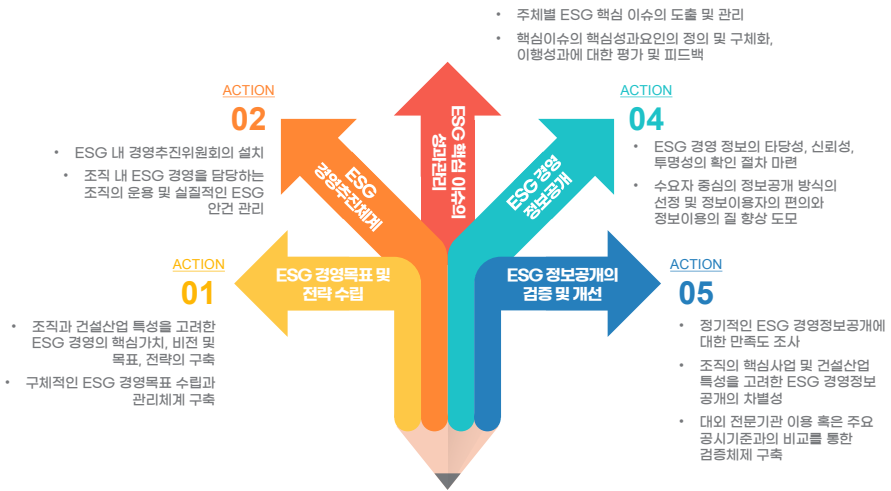 • 주체별 ESG 핵심 이슈의 도출 및 관리
• 핵심이슈의 핵심성과요인의 정의 및 구체화,
이행성과에 대한 평가 및 피드백
ESG 핵심 이슈의
성과관리
ACTION
02
• ESG 내 경영추진위원회의 설치
• 조직 내 ESG 경영을 담당하는
조직의 운용 및 실질적인 ESG
안건 관리
ESG
경영추진체계
ACTION
04
• ESG 경영 정보의 타당성, 신뢰성,
투명성의 확인 절차 마련
• 수요자 중심의 정보공개 방식의
선정 및 정보이용자의 편의와
정보이용의 질 향상 도모
ESG 경영
정보공개
ACTION
01
• 조직과 건설산업 특성을 고려한
ESG 경영의 핵심가치, 비전 및
목표, 전략의 구축
• 구체적인 ESG 경영목표 수립과
관리체계 구축
ESG 경영목표 및
전략 수립
ESG 정보공개의
검증 및 개선
ACTION
05
• 정기적인 ESG 경영정보공개에
대한 만족도 조사
• 조직의 핵심사업 및 건설산업
특성을 고려한 ESG 경영정보
공개의 차별성
• 대외 전문기관 이용 혹은 주요
공시기준과의 비교를 통한
검증체제 구축